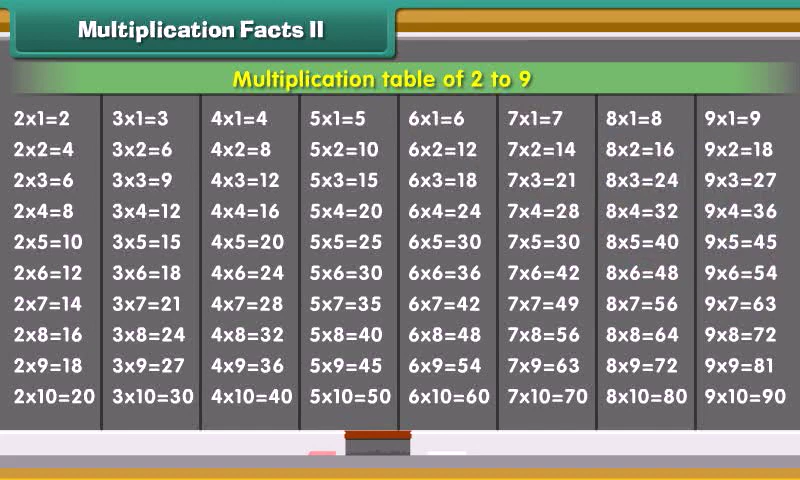 Multiplication Facts II
Multiplication table of 2 to 9
2x1=2 3x1=3 4x1=4 5x1=5 6x1=6 7x1=7 8x1=8 9x1=9
2x2=4 3x2=6 4x2=8 5x2=10 6x2=12 7x2=14 8x2=16 9x2=18
2x3=6 3x3=9 4x3=12 5x3=15 6x3=18 7x3=21 8x3=24 9x3=27
2x4=8 3x4=12 4x4=16 5x4=20 6x4=24 7x4=28 8x4=32 9x4=36
2x5=10 3x5=15 4x5=20 5x5=25 6x5=30 7x5=30 8x5=40 9x5=45
2x6=12 3x6=18 4x6=24 5x6=30 6x6=36 7x6=42 8x6=48 9x6=54
2x7=14 3x7=21 4x7=28 5x7=35 6x7=42 7x7=49 8x7=56 9x7=63
2x8=16 3x8=24 4x8=32 5x8=40 6x8=48 7x8=56 8x8=64 9x8=72
2x9=18 3x9=27 4x9=36 5x9=45 6x9=54 7x9=63 8x9=72 9x9=81
2x10=20 3x10=30 4x10=40 5x10=50 6x10=60 7x10=70 8x10=80 9x10=90